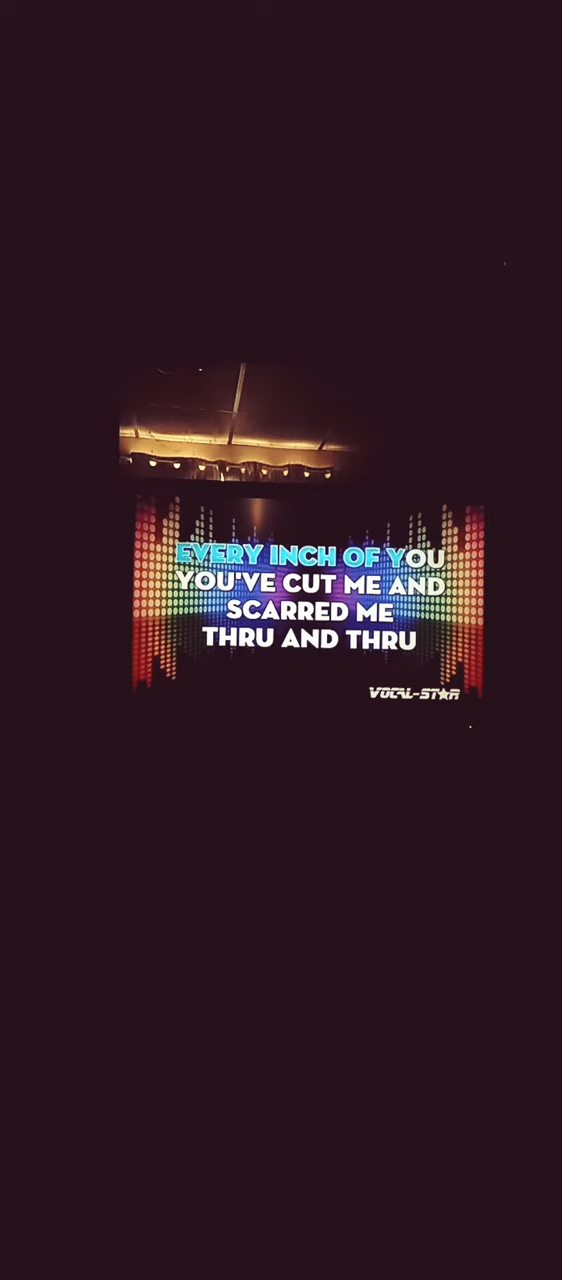 EVERY INCH OF YOU
YOU'VE CUT ME AND
SCARRED ME
THRU AND THRU
VOCAL-STAR